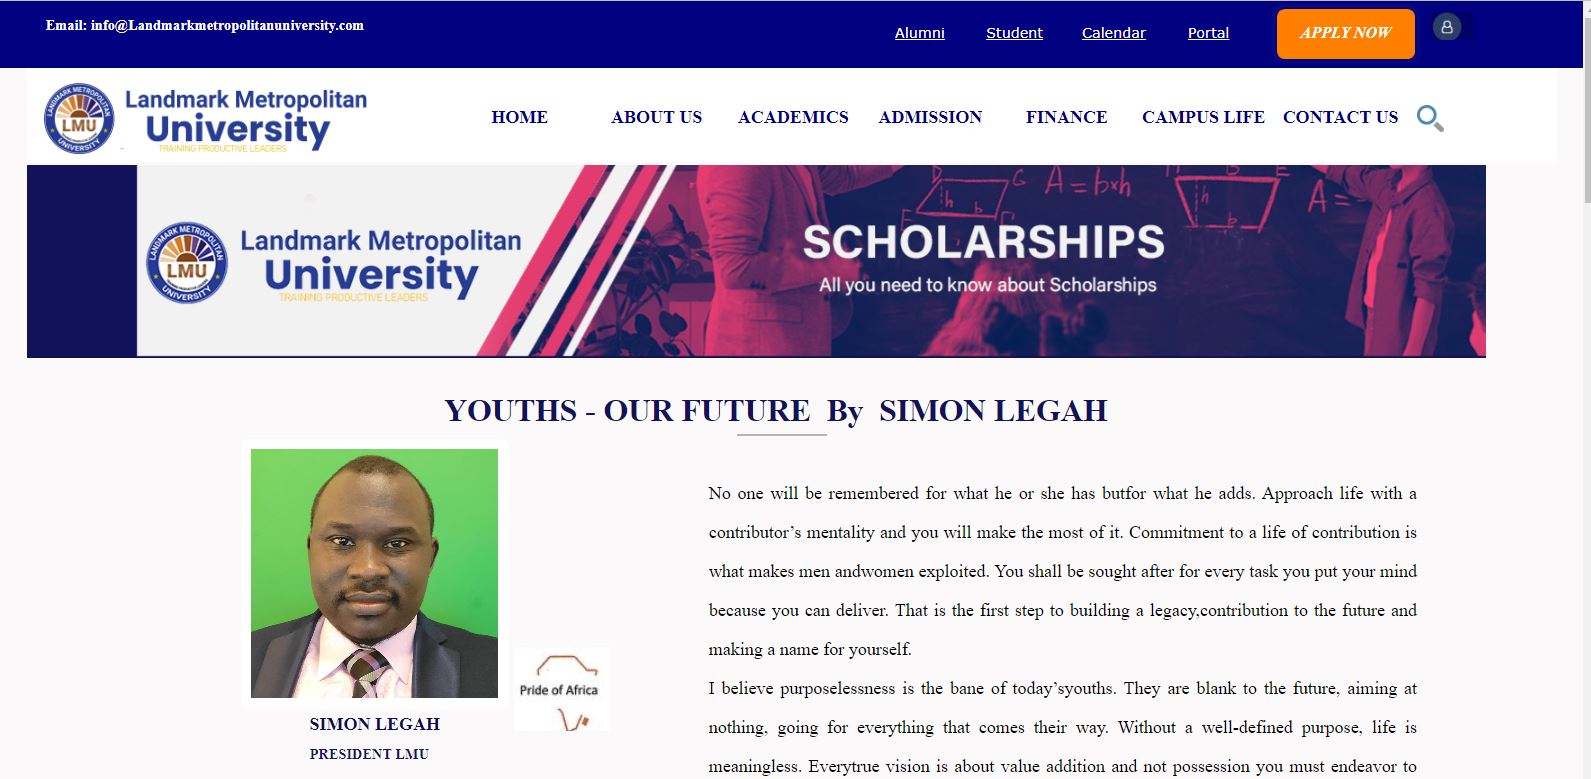 Email: info@Landmarkmetropolitanuniversity.com
Alumni
Student
Calendar
Portal
APPLY NOW
LANDMARK METROPOLITAN
LMU
UNIVERSITY
Landmark Metropolitan
University
TRAINING PRODUCTIVE LEADERS
HOME
ABOUT US
ACADEMICS
ADMISSION
FINANCE
CAMPUS LIFE
CONTACT US
LANDMARK METROPOLITAN
LMU
UNIVERSITY
Landmark Metropolitan
University
TRAINING PRODUCTIVE LEADERS
D
G
h
b
A = b×h
E
h
b
A =
SCHOLARSHIPS
All you need to know about Scholarships
YOUTHS - OUR FUTURE By SIMON LEGAH
Pride of Africa
SIMON LEGAH
PRESIDENT LMU
No one will be remembered for what he or she has butfor what he adds. Approach life with a
contributor’s mentality and you will make the most of it. Commitment to a life of contribution is
what makes men andwomen exploited. You shall be sought after for every task you put your mind
because you can deliver. That is the first step to building a legacy,contribution to the future and
making a name for yourself.
I believe purposelessness is the bane of today’syouths. They are blank to the future, aiming at
nothing, going for everything that comes their way. Without a well-defined purpose, life is
meaningless. Everytrue vision is about value addition and not possession you must endeavor to